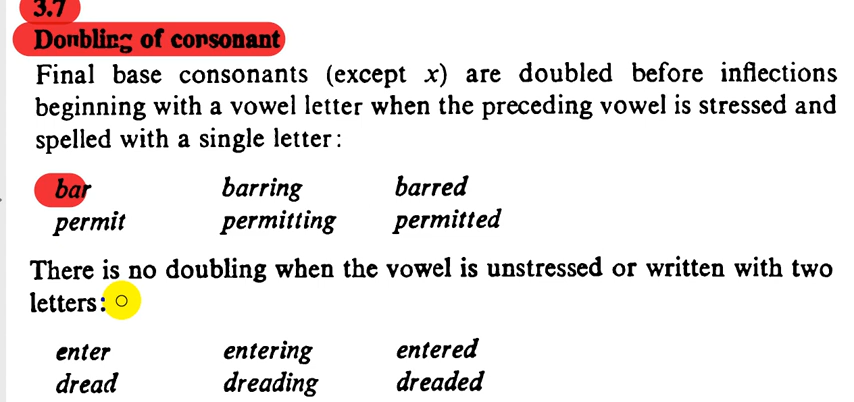 3.7
Doubling of consonant
Final base consonants (except x) are doubled before inflections
beginning with a vowel letter when the preceding vowel is stressed and
spelled with a single letter:
bar barring barred
permit permitting permitted
There is no doubling when the vowel is unstressed or written with two
letters:
enter entering entered
dread dreading dreaded